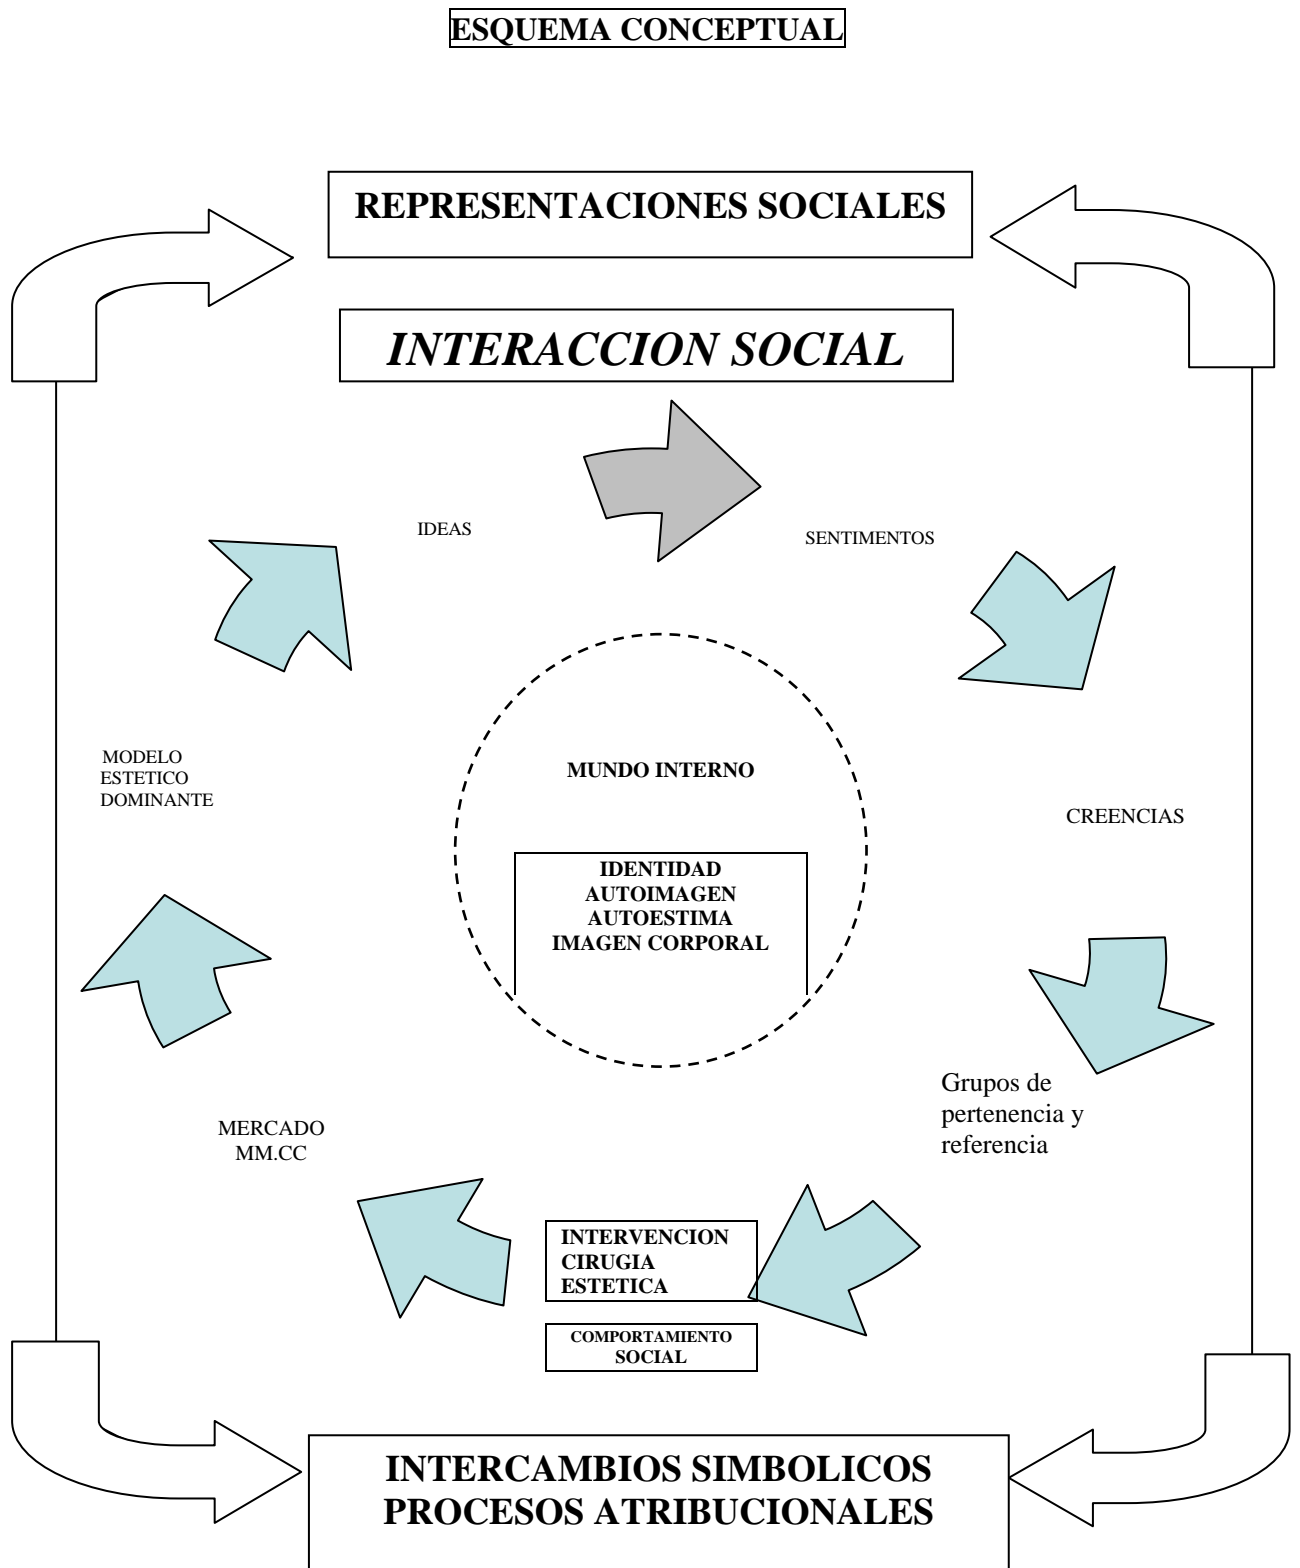 ESQUEMA CONCEPTUAL
REPRESENTACIONES SOCIALES
INTERACCION SOCIAL
IDEAS
SENTIMENTOS
MODELO
ESTETICO
DOMINANTE
MUNDO INTERNO
CREENCIAS
IDENTIDAD
AUTOIMAGEN
AUTOESTIMA
IMAGEN CORPORAL
Grupos de
pertenencia y
referencia
MERCADO
MM.CC
INTERVENCION
CIRUGIA
ESTETICA
COMPORTAMIENTO
SOCIAL
INTERCAMBIOS SIMBOLICOS
PROCESOS ATRIBUCIONALES